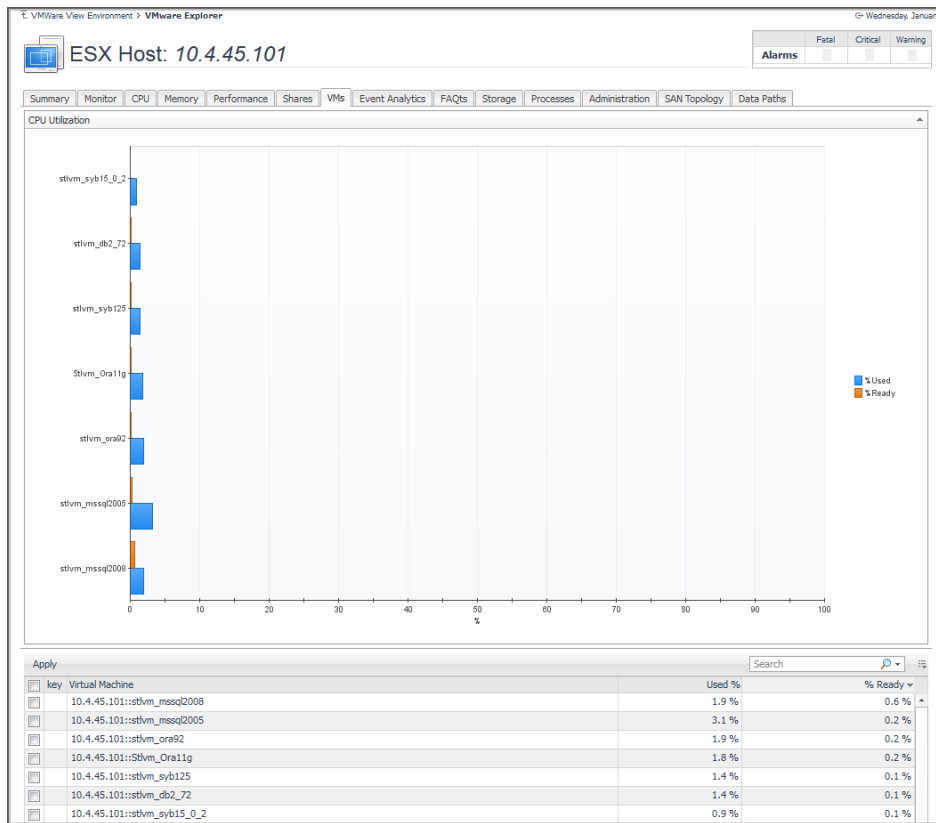 VMWare View Environment > VMware Explorer
Wednesday, Januar
ESX Host: 10.4.45.101
Fatal Critical Warning
Alarms
Summary Monitor CPU Memory Performance Shares VMs Event Analytics FAQts Storage Processes Administration SAN Topology Data Paths
CPU Utilization
stlvm_syb15_0_2
stlvm_db2_72
stlvm_syb125
Stlvm_Ora11g
stlvm_ora92
stlvm_mssql2005
stlvm_mssql2008
% Used
% Ready
0 10 20 30 40 50 60 70 80 90 100
%
Apply
Search
key Virtual Machine Used % % Ready
10.4.45.101::stlvm_mssql2008 1.9 % 0.6 %
10.4.45.101::stlvm_mssql2005 3.1 % 0.2 %
10.4.45.101::stlvm_ora92 1.9 % 0.2 %
10.4.45.101::Stlvm_Ora11g 1.8 % 0.2 %
10.4.45.101::stlvm_syb125 1.4 % 0.1 %
10.4.45.101::stlvm_db2_72 1.4 % 0.1 %
10.4.45.101::stlvm_syb15_0_2 0.9 % 0.1 %